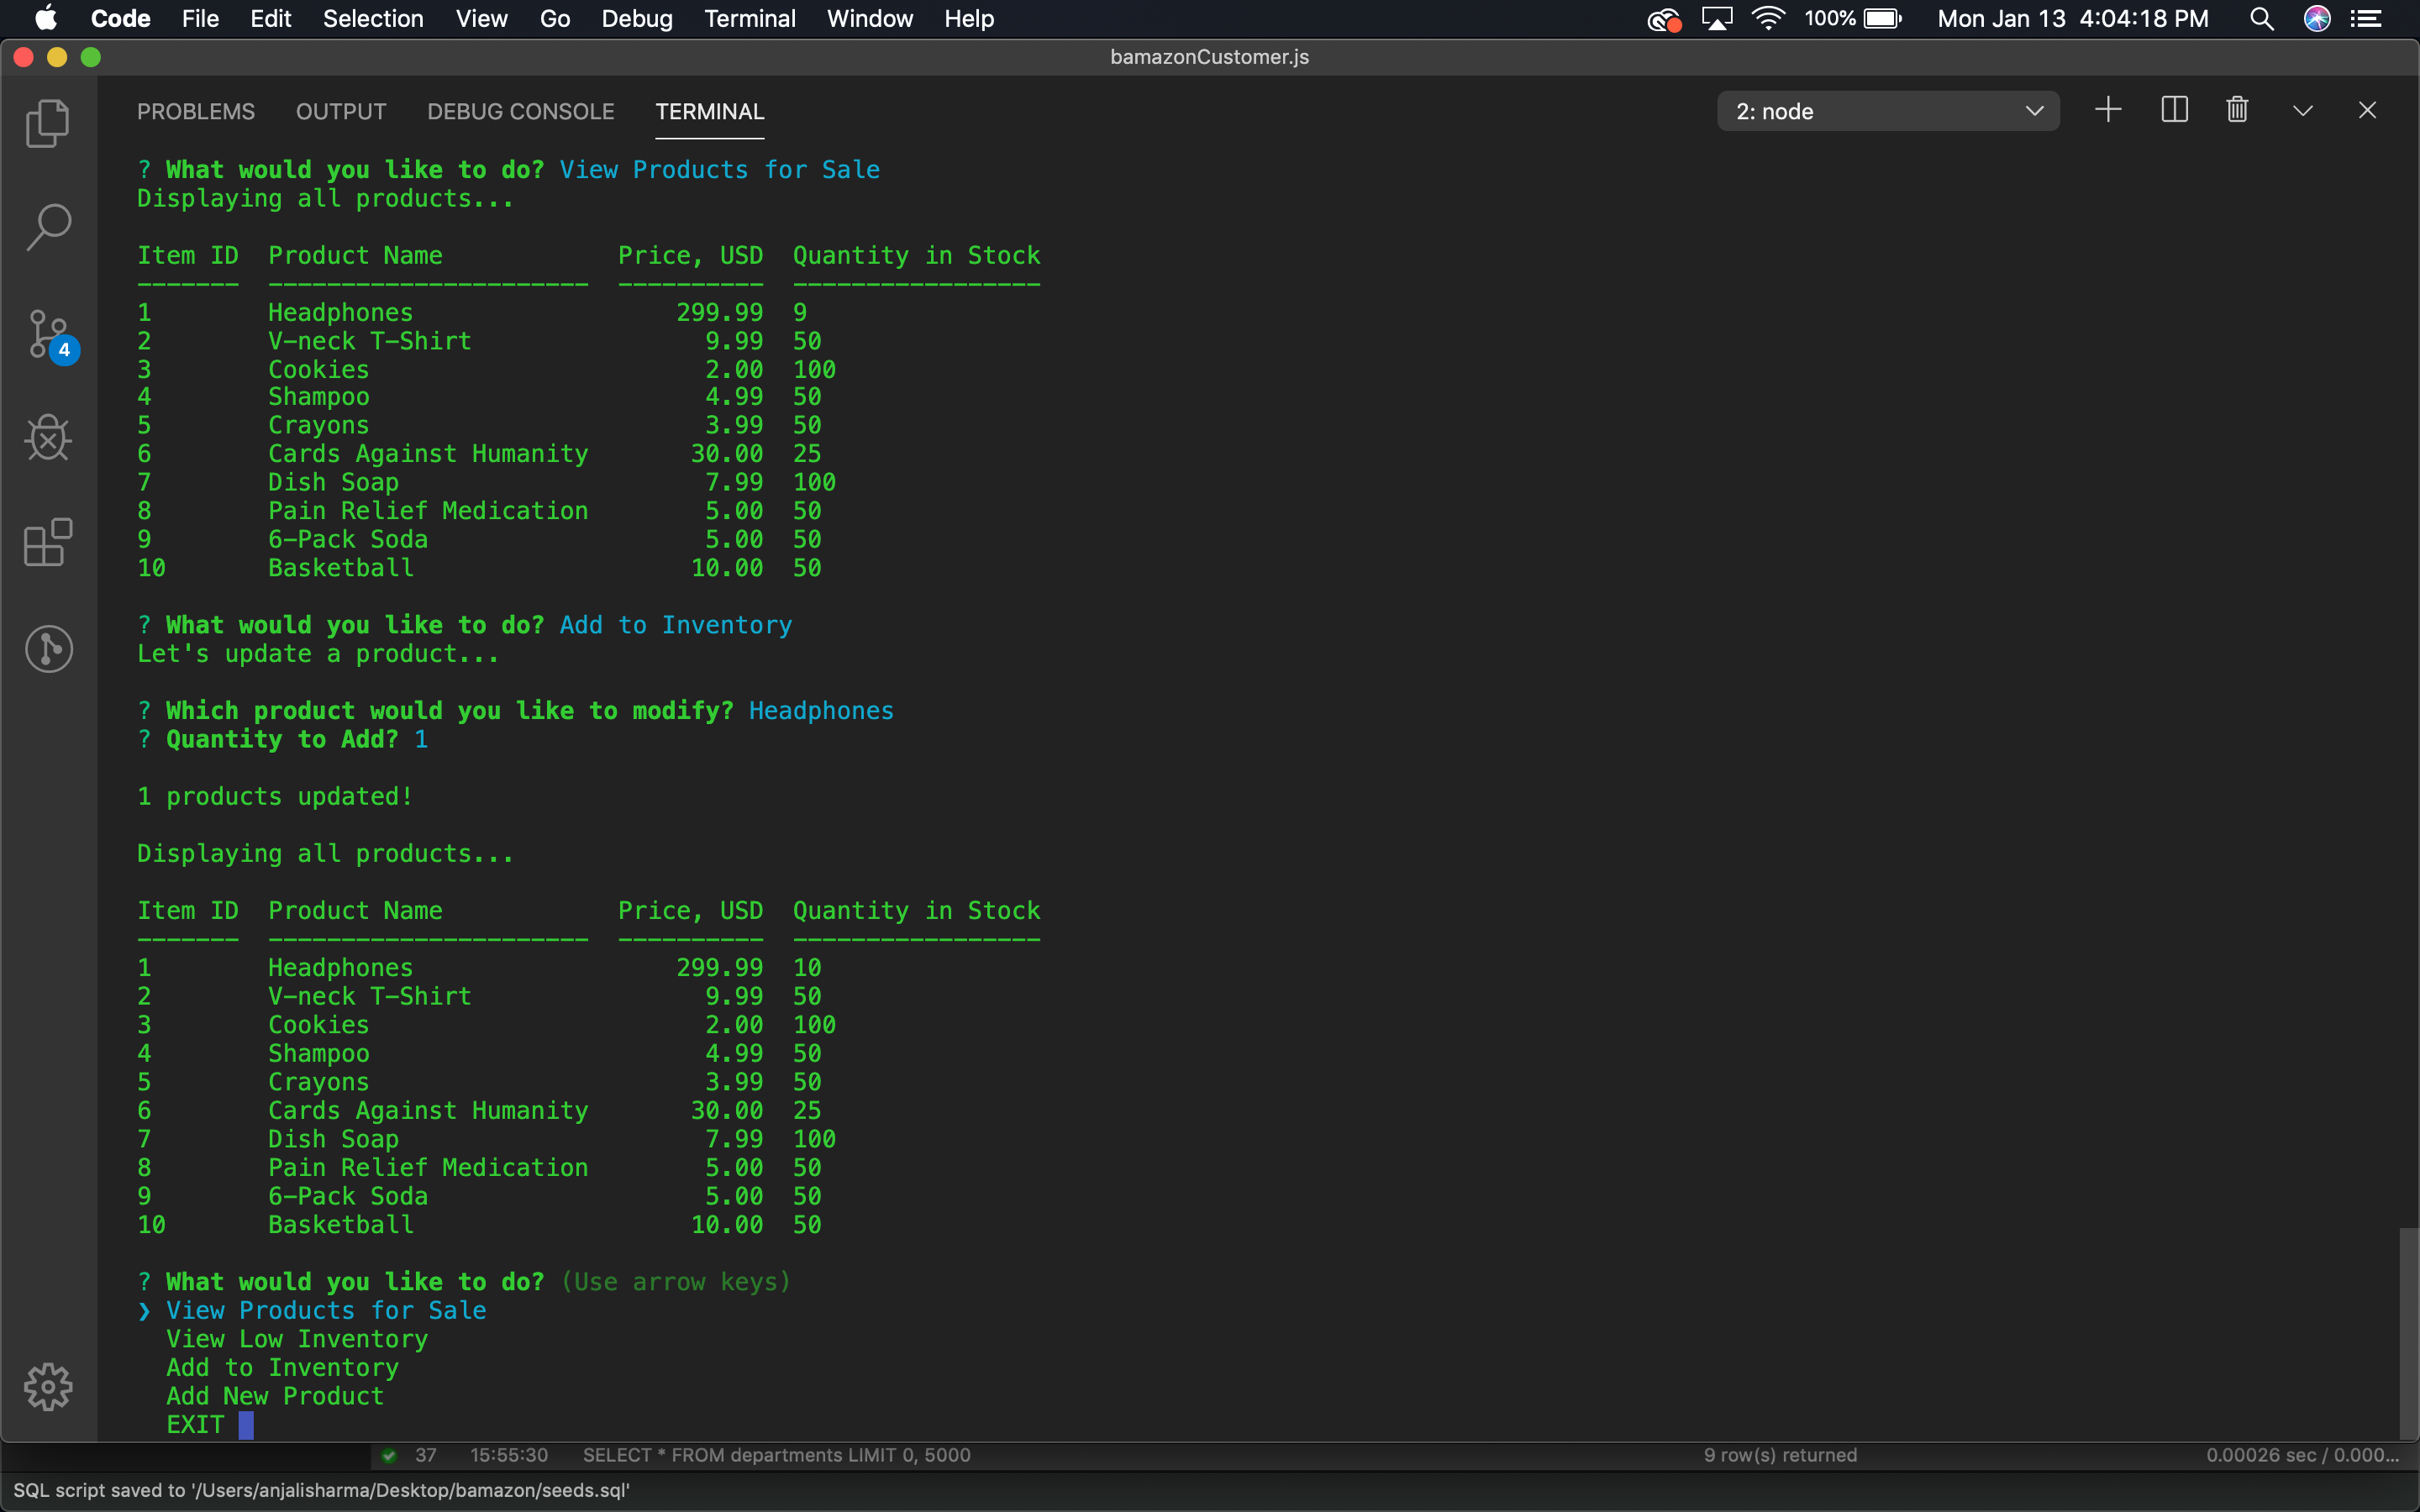 Code File Edit Selection View Go Debug Terminal Window Help 100% Mon Jan 13 4:04:18 PM
bamazonCustomer.js
PROBLEMS OUTPUT DEBUG CONSOLE TERMINAL 2: node
? What would you like to do? View Products for Sale
Displaying all products...
Item ID Product Name Price, USD Quantity in Stock
------- ---------------------- ---------- -----------------
1 Headphones 299.99 9
2 V-neck T-Shirt 9.99 50
3 Cookies 2.00 100
4 Shampoo 4.99 50
4
5 Crayons 3.99 50
6 Cards Against Humanity 30.00 25
7 Dish Soap 7.99 100
8 Pain Relief Medication 5.00 50
9 6-Pack Soda 5.00 50
10 Basketball 10.00 50
? What would you like to do? Add to Inventory
Let's update a product...
? Which product would you like to modify? Headphones
? Quantity to Add? 1
1 products updated!
Displaying all products...
Item ID Product Name Price, USD Quantity in Stock
------- ---------------------- ---------- -----------------
1 Headphones 299.99 10
2 V-neck T-Shirt 9.99 50
3 Cookies 2.00 100
4 Shampoo 4.99 50
5 Crayons 3.99 50
6 Cards Against Humanity 30.00 25
7 Dish Soap 7.99 100
8 Pain Relief Medication 5.00 50
9 6-Pack Soda 5.00 50
10 Basketball 10.00 50
? What would you like to do? (Use arrow keys)
❯ View Products for Sale
View Low Inventory
Add to Inventory
Add New Product
EXIT
37 15:55:30 SELECT * FROM departments LIMIT 0, 5000 9 row(s) returned 0.00026 sec / 0.000...
SQL script saved to '/Users/anjalisharma/Desktop/bamazon/seeds.sql'